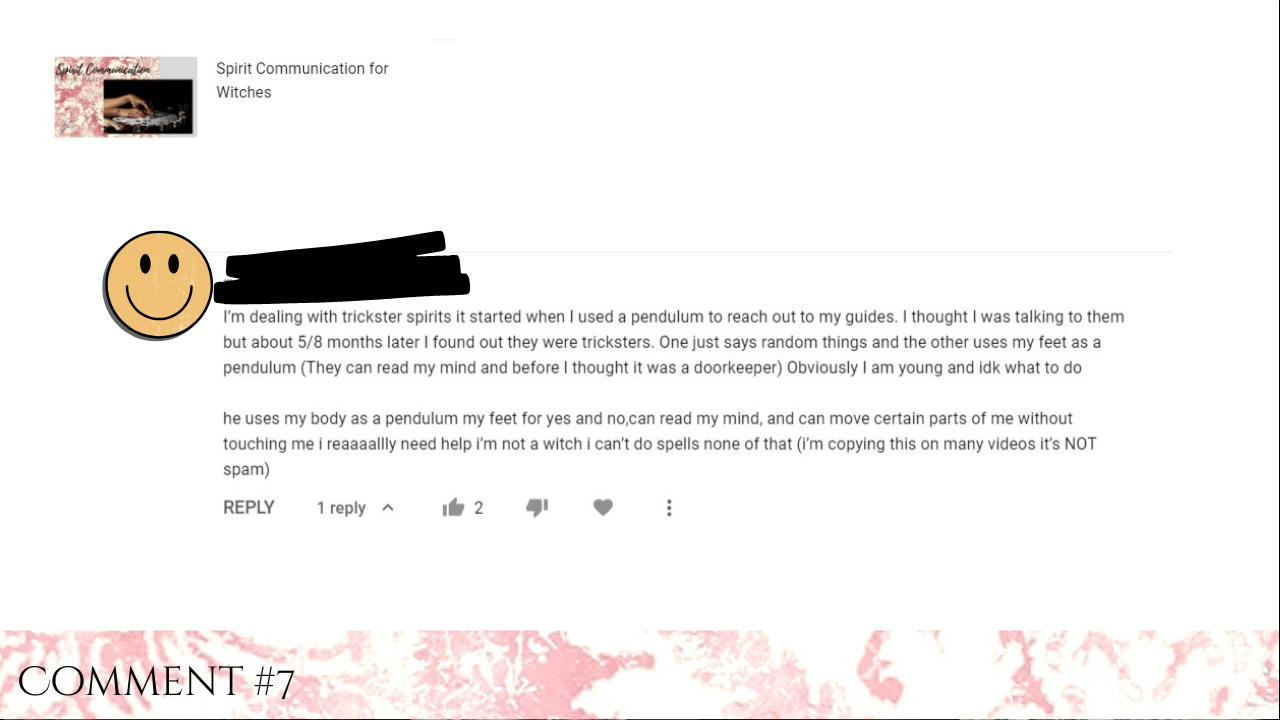 Spirit Communication
Spirit Communication for
Witches
I'm dealing with trickster spirits it started when I used a pendulum to reach out to my guides. I thought I was talking to them
but about 5/8 months later I found out they were tricksters. One just says random things and the other uses my feet as a
pendulum (They can read my mind and before I thought it was a doorkeeper) Obviously I am young and idk what to do
he uses my body as a pendulum my feet for yes and no,can read my mind, and can move certain parts of me without
touching me i reaaaallly need help i'm not a witch i can't do spells none of that (i'm copying this on many videos it's NOT
spam)
REPLY 1 reply 2
COMMENT #7